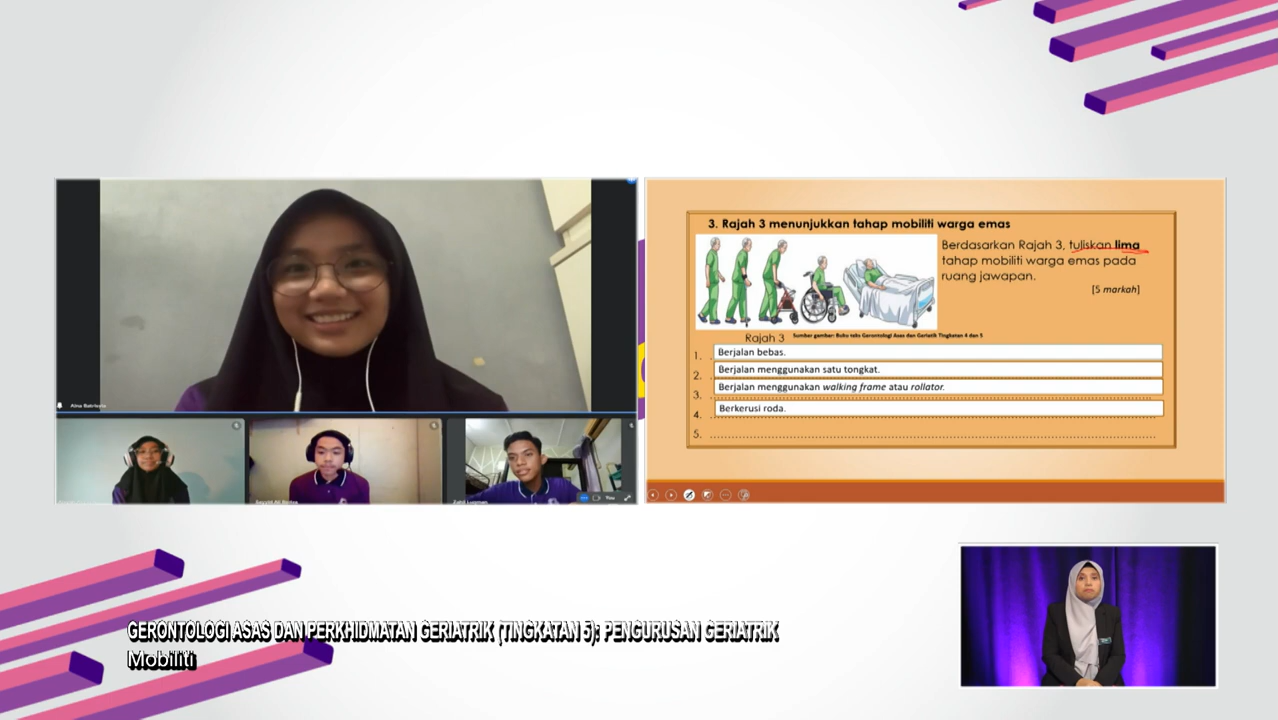 3. Rajah 3 menunjukkan tahap mobiliti warga emas
Berdasarkan Rajah 3, tuliskan lima
tahap mobiliti warga emas pada
ruang jawapan.
[5 markah]
Rajah 3
Sumber gambar: Buku teks Gerontologi Asas dan Geriatik Tingkatan 4 dan 5
1. Berjalan bebas.
2. Berjalan menggunakan satu tongkat.
3. Berjalan menggunakan walking frame atau rollator.
4. Berkerusi roda.
5.
You
GERONTOLOGI ASAS DAN PERKHIDMATAN GERIATRIK (TINGKATAN 5): PENGURUSAN GERIATRIK
Mobiliti